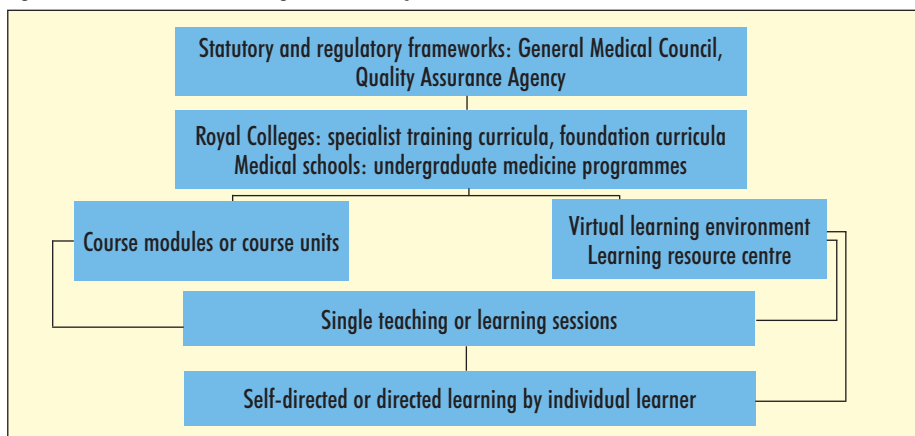 Statutory and regulatory frameworks: General Medical Council,
Quality Assurance Agency
Royal Colleges: specialist training curricula, foundation curricula
Medical schools: undergraduate medicine programmes
Course modules or course units
Virtual learning environment
Learning resource centre
Single teaching or learning sessions
Self-directed or directed learning by individual learner